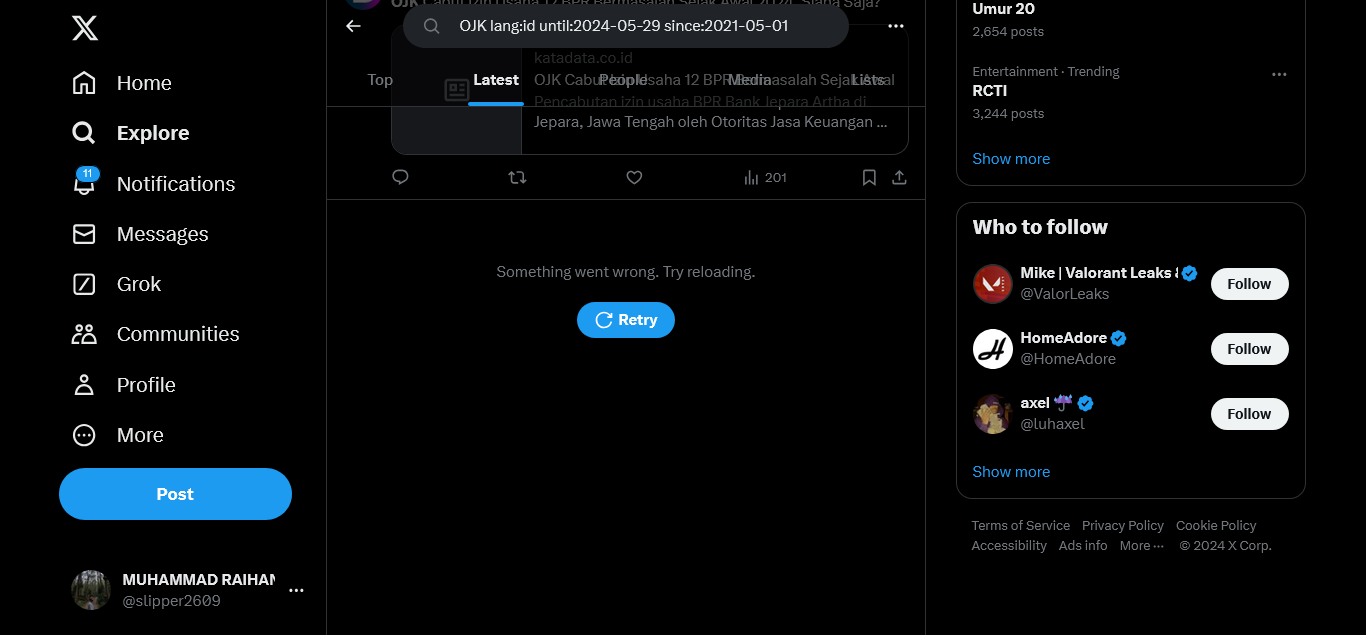 Home
Explore
11
Notifications
Messages
Grok
Communities
Profile
More
Post
MUHAMMAD RAIHAN
@slipper2609
OJK Cabut Izin Usaha 12 BPR Bermasalah Sejak Awal 2024, Siapa Saja?
OJK lang:id until:2024-05-29 since:2021-05-01
Top
Latest
People
Media
Lists
katadata.co.id
OJK Cabut Izin Usaha 12 BPR Bermasalah Sejak Awal
Pencabutan izin usaha BPR Bank Jepara Artha di
Jepara, Jawa Tengah oleh Otoritas Jasa Keuangan ...
201
Something went wrong. Try reloading.
Retry
Umur 20
2,654 posts
Entertainment · Trending
RCTI
3,244 posts
Show more
Who to follow
Mike | Valorant Leaks
@ValorLeaks
Follow
HomeAdore
@HomeAdore
Follow
axel ☔
@luhaxel
Follow
Show more
Terms of Service Privacy Policy Cookie Policy
Accessibility Ads info More ··· © 2024 X Corp.